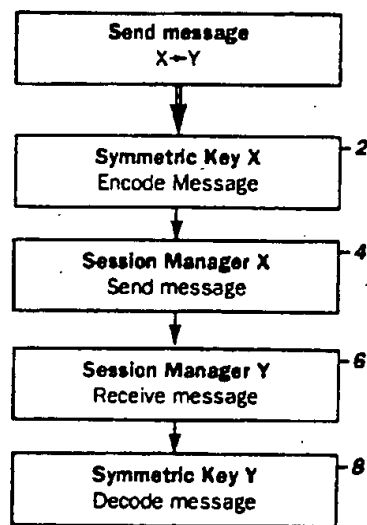 Send message
X←Y
Symmetric Key X
Encode Message
2
Session Manager X
Send message
4
Session Manager Y
Receive message
6
Symmetric Key Y
Decode message
8